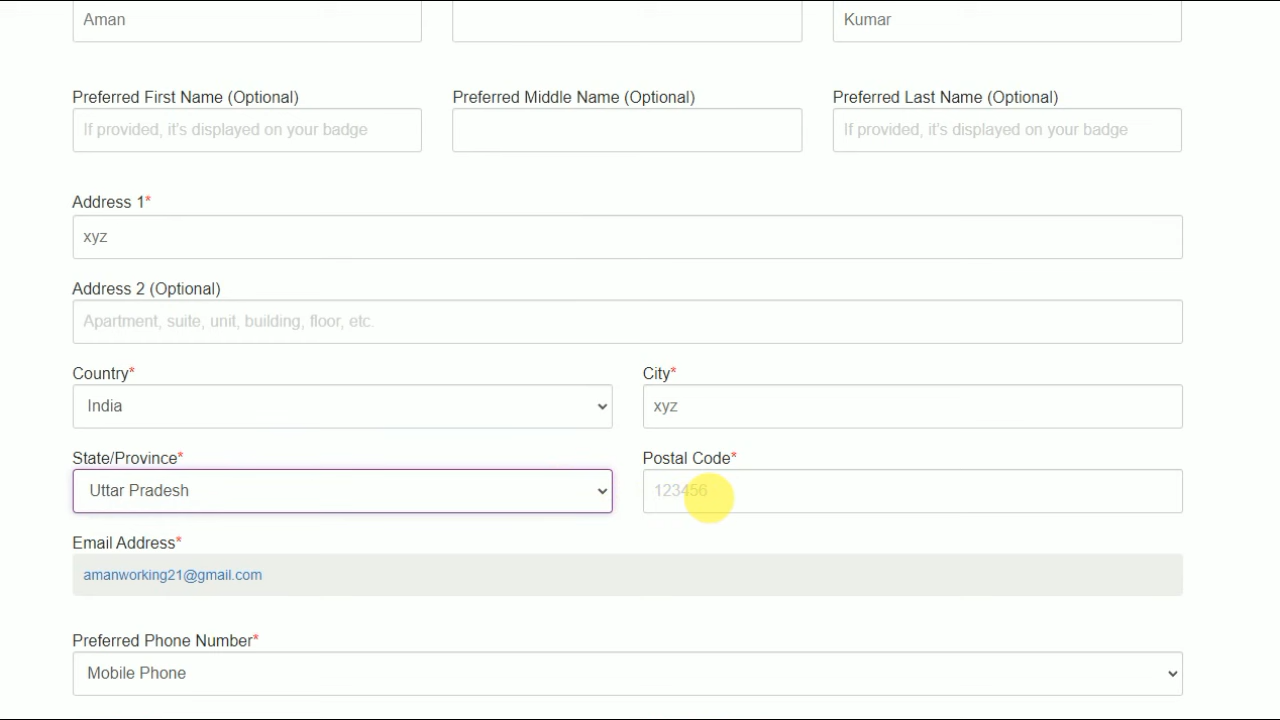 Aman Kumar
Preferred First Name (Optional) Preferred Middle Name (Optional) Preferred Last Name (Optional)
If provided, it's displayed on your badge If provided, it's displayed on your badge
Address 1*
xyz
Address 2 (Optional)
Apartment, suite, unit, building, floor, etc.
Country* City*
India xyz
State/Province* Postal Code*
Uttar Pradesh 123456
Email Address*
amanworking21@gmail.com
Preferred Phone Number*
Mobile Phone